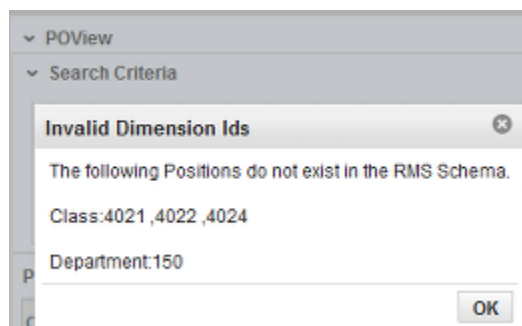 POView
Search Criteria
Invalid Dimension Ids
The following Positions do not exist in the RMS Schema.
Class:4021 ,4022 ,4024
Department:150
P
OK